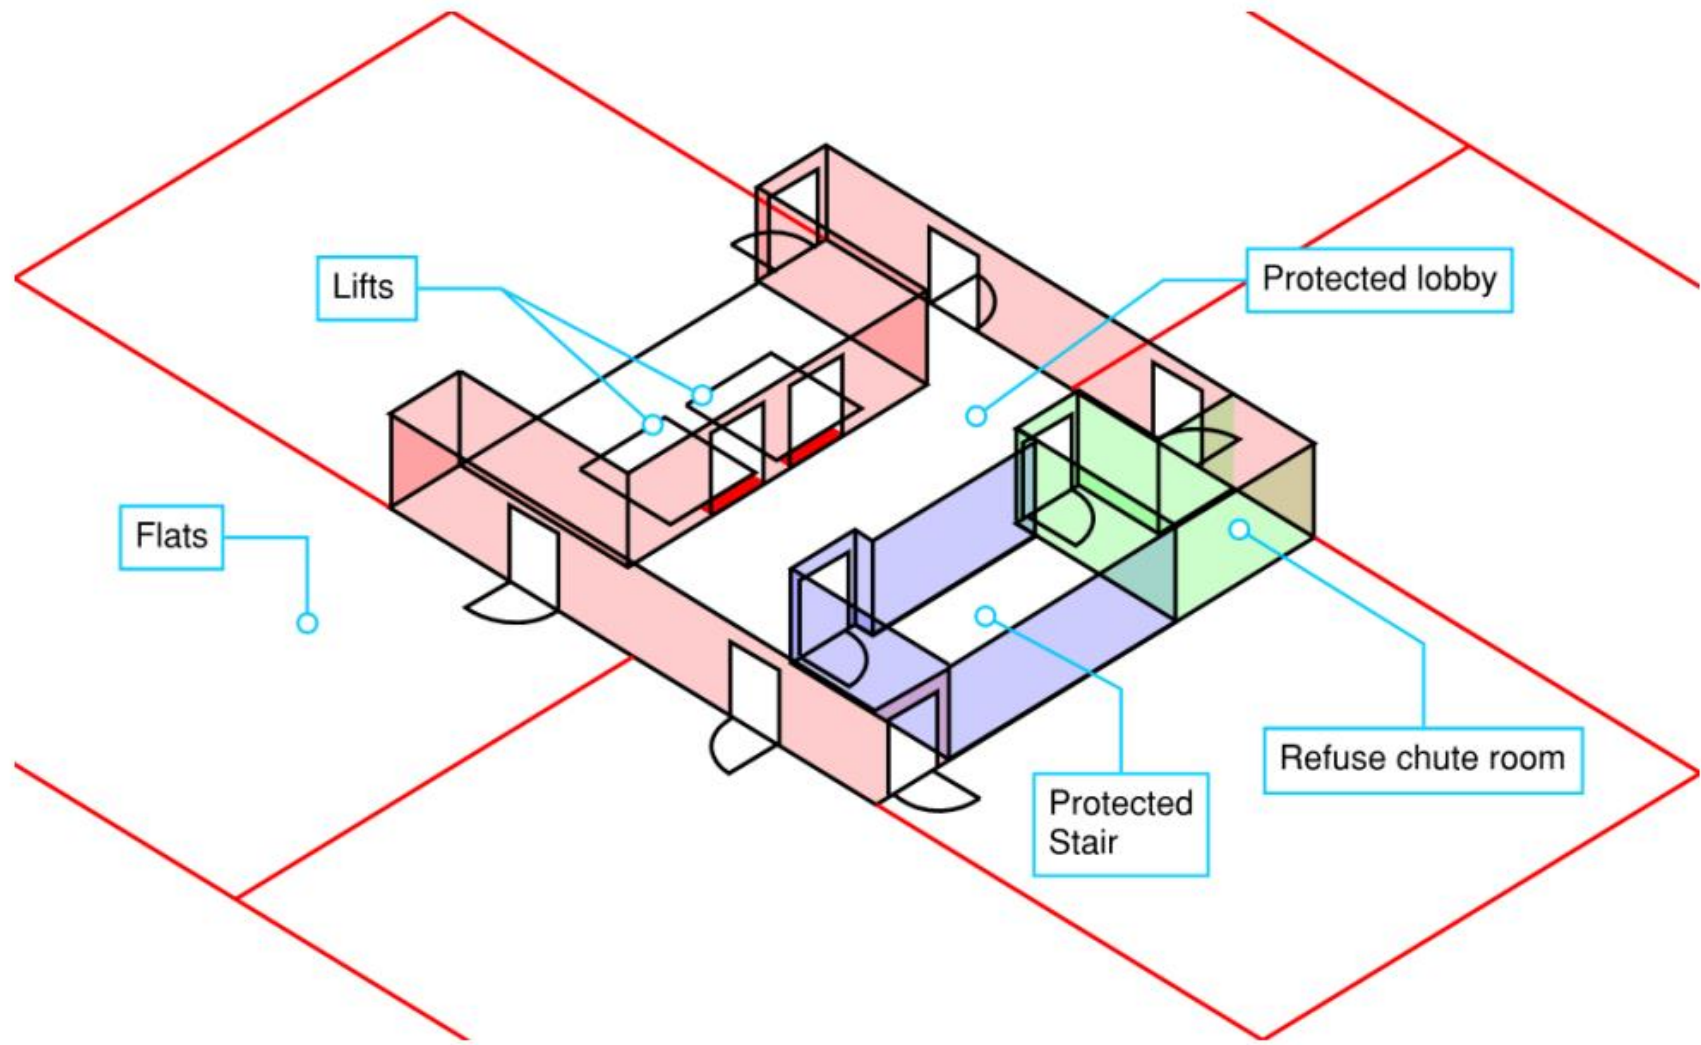 Lifts
Protected lobby
Flats
Refuse chute room
Protected
Stair